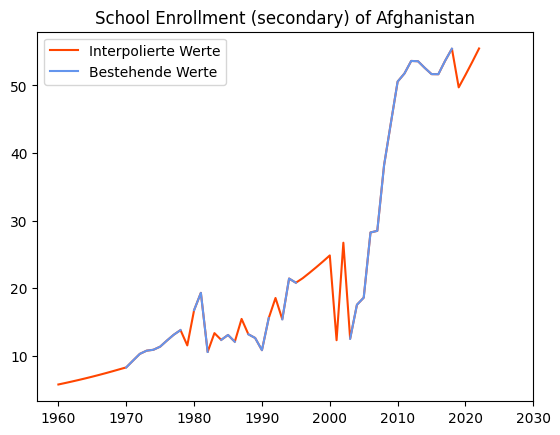 School Enrollment (secondary) of Afghanistan
Interpolierte Werte
Bestehende Werte
50
40
30
20
10
1960 1970 1980 1990 2000 2010 2020 2030